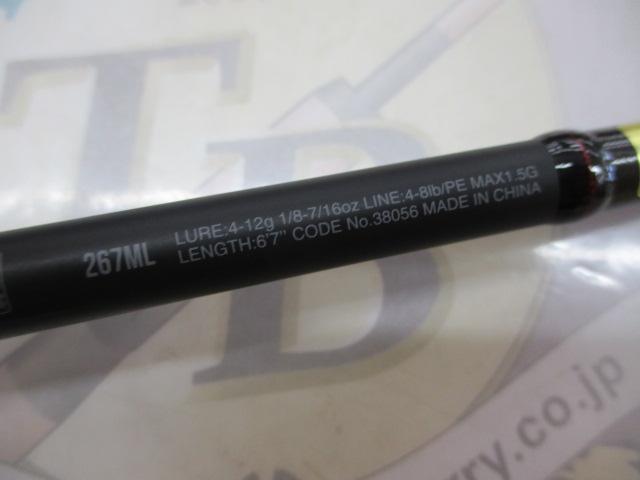 267ML
LURE:4-12g 1/8-7/16oz LINE:4-8lb/PE MAX1.5G
LENGTH:6'7" CODE No.38056 MADE IN CHINA
TB
rry.co.jp